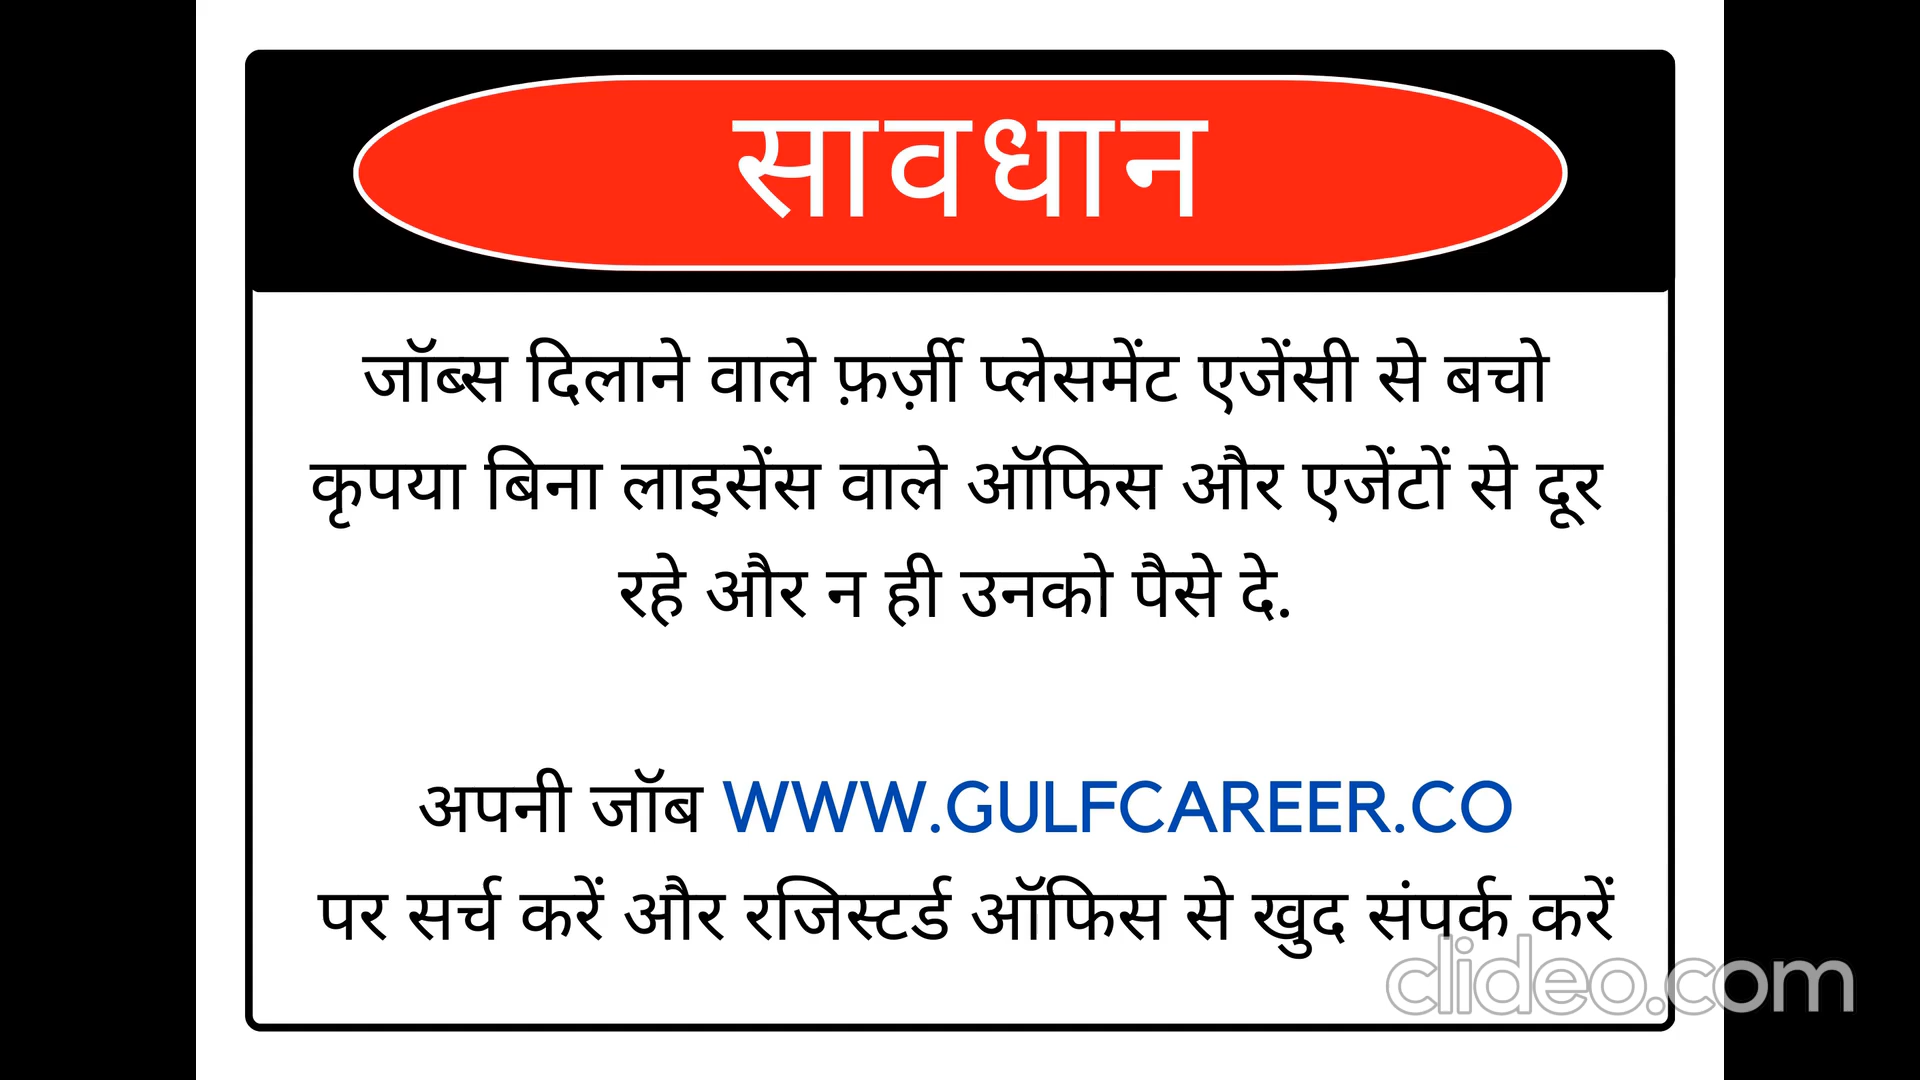 सावधान
जॉब्स दिलाने वाले फ़र्ज़ी प्लेसमेंट एजेंसी से बचो
कृपया बिना लाइसेंस वाले ऑफिस और एजेंटों से दूर
रहे और न ही उनको पैसे दे.
अपनी जॉब WWW.GULFCAREER.CO
पर सर्च करें और रजिस्टर्ड ऑफिस से खुद संपर्क करें
clideo.com